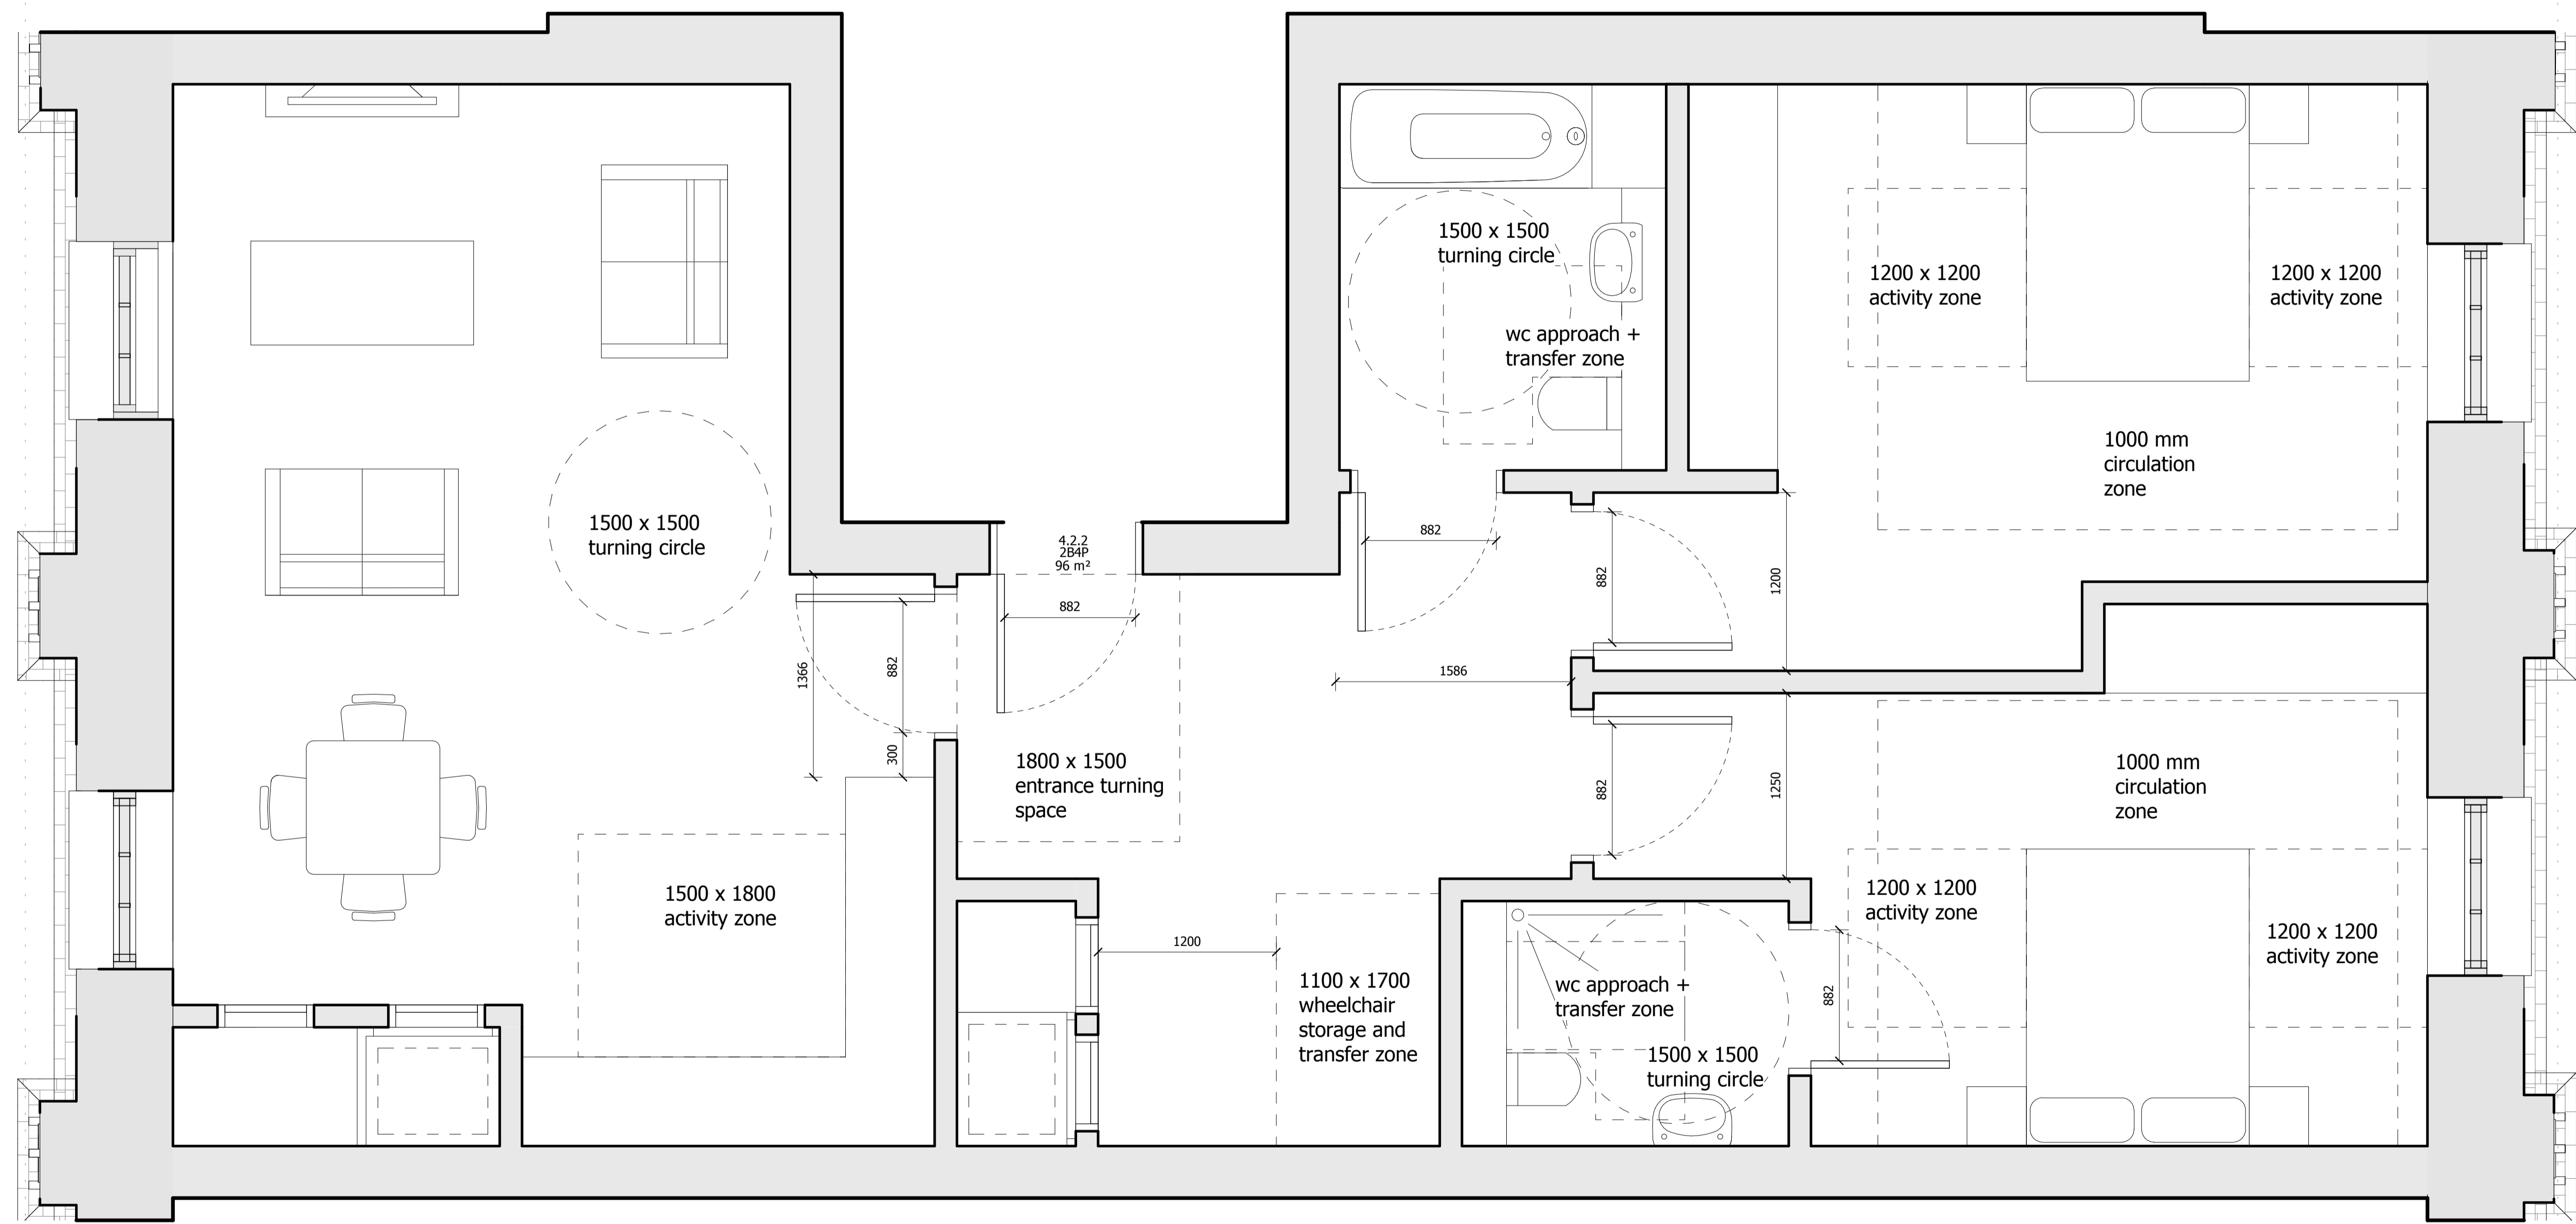 1500 x 1500
turning circle
wc approach +
transfer zone
1200 x 1200
activity zone
1200 x 1200
activity zone
1000 mm
circulation
zone
1500 x 1500
turning circle
4.2.2
2B4P
96 m²
882
882
882
1200
1366
882
300
1586
1800 x 1500
entrance turning
space
882
1250
1000 mm
circulation
zone
1500 x 1800
activity zone
1200 x 1200
activity zone
1200 x 1200
activity zone
1200
1100 x 1700
wheelchair
storage and
transfer zone
wc approach +
transfer zone
882
1500 x 1500
turning circle